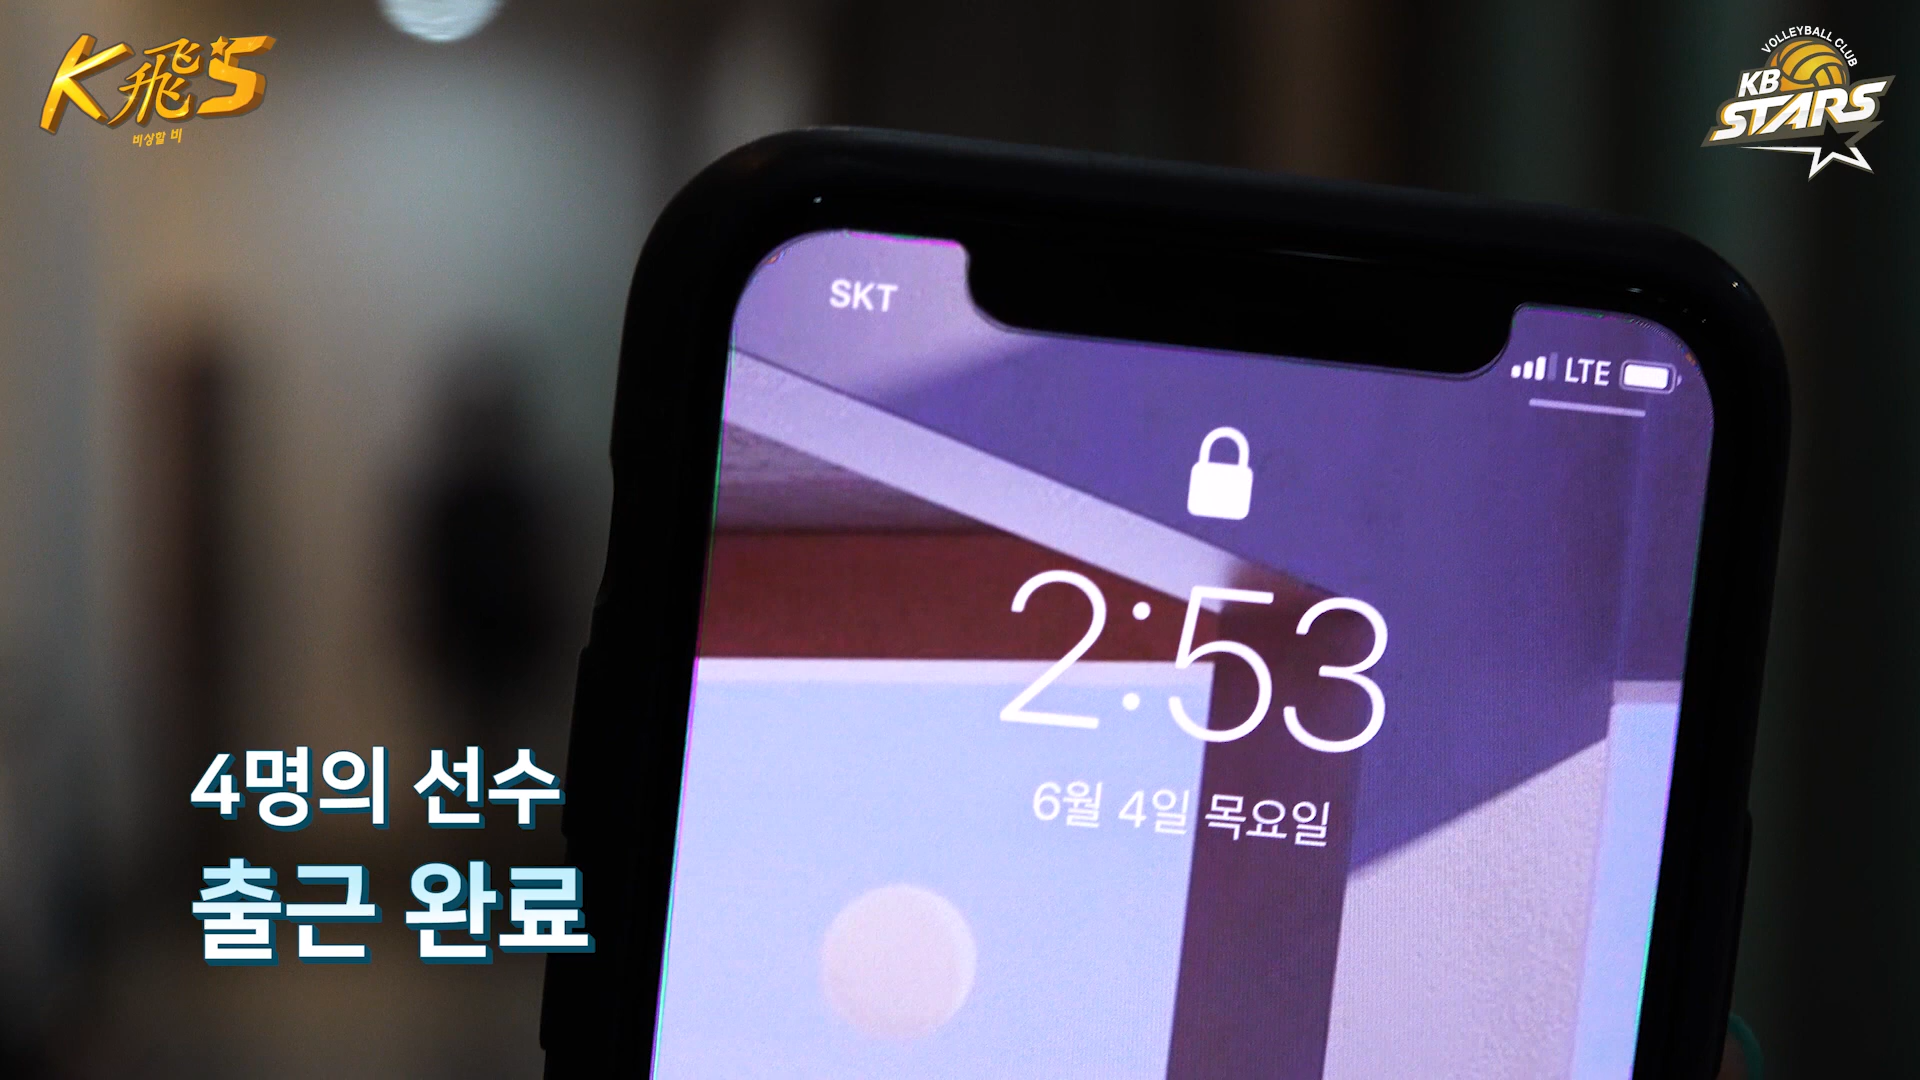 K飛'S
비상할 비
VOLLEYBALL CLUB
KB
STARS
SKT
LTE
2:53
6월 4일 목요일
4명의 선수
출근 완료